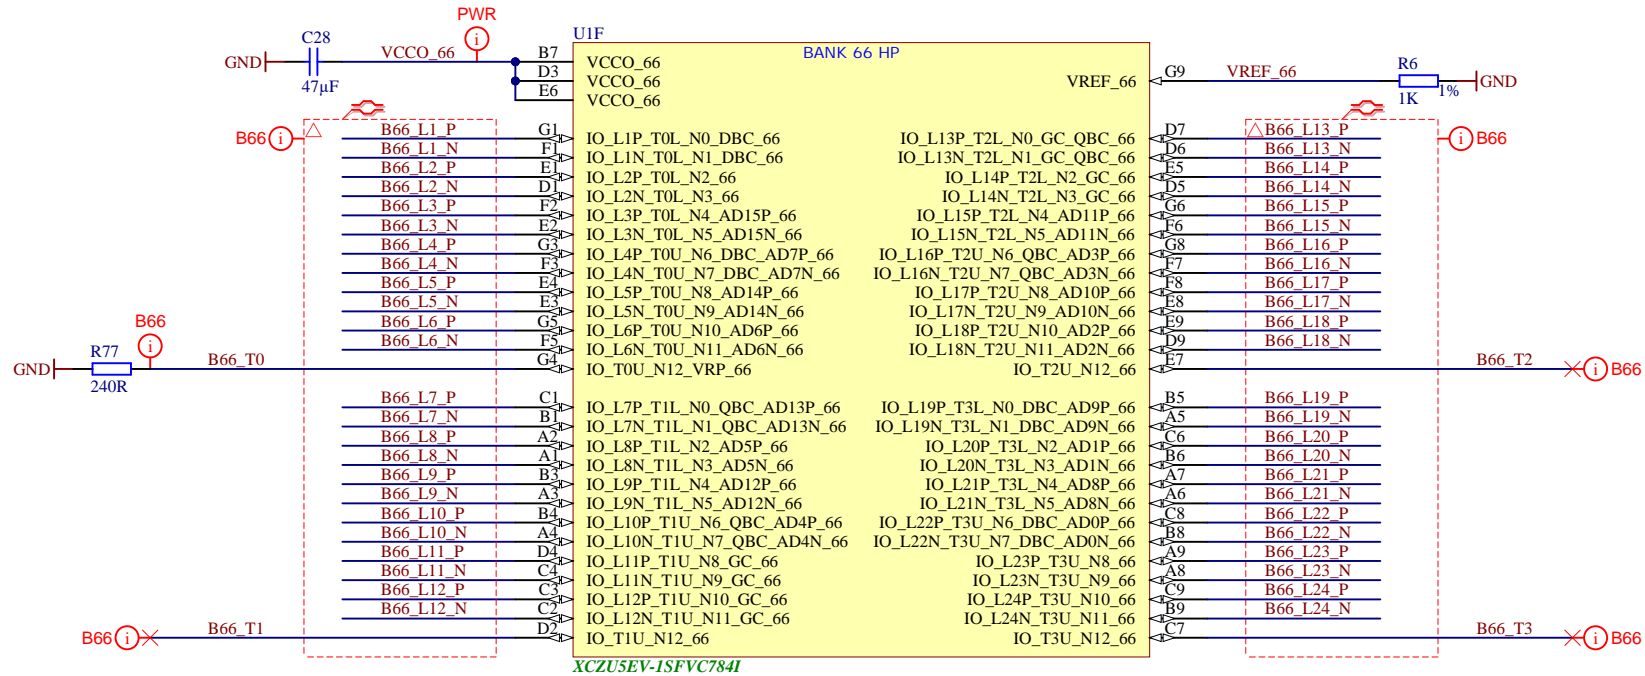 PWR
U1F
C28
GND
VCCO_66
47µF
BANK 66 HP
B7 VCCO_66
D3 VCCO_66
E6 VCCO_66
VREF_66 G9 VREF_66
R6
1K
1%
GND
B66
B66
B66_L1_P G1 IO_L1P_T0L_N0_DBC_66 IO_L13P_T2L_N0_GC_QBC_66 D7 B66_L13_P
B66_L1_N F1 IO_L1N_T0L_N1_DBC_66 IO_L13N_T2L_N1_GC_QBC_66 D6 B66_L13_N
B66_L2_P E1 IO_L2P_T0L_N2_66 IO_L14P_T2L_N2_GC_66 E5 B66_L14_P
B66_L2_N D1 IO_L2N_T0L_N3_66 IO_L14N_T2L_N3_GC_66 D5 B66_L14_N
B66_L3_P F2 IO_L3P_T0L_N4_AD15P_66 IO_L15P_T2L_N4_AD11P_66 G6 B66_L15_P
B66_L3_N E2 IO_L3N_T0L_N5_AD15N_66 IO_L15N_T2L_N5_AD11N_66 F6 B66_L15_N
B66_L4_P G3 IO_L4P_T0U_N6_DBC_AD7P_66 IO_L16P_T2U_N6_QBC_AD3P_66 G8 B66_L16_P
B66_L4_N F3 IO_L4N_T0U_N7_DBC_AD7N_66 IO_L16N_T2U_N7_QBC_AD3N_66 F7 B66_L16_N
B66_L5_P E4 IO_L5P_T0U_N8_AD14P_66 IO_L17P_T2U_N8_AD10P_66 F8 B66_L17_P
B66_L5_N E3 IO_L5N_T0U_N9_AD14N_66 IO_L17N_T2U_N9_AD10N_66 E8 B66_L17_N
B66_L6_P G5 IO_L6P_T0U_N10_AD6P_66 IO_L18P_T2U_N10_AD2P_66 E9 B66_L18_P
B66_L6_N F5 IO_L6N_T0U_N11_AD6N_66 IO_L18N_T2U_N11_AD2N_66 D9 B66_L18_N
B66
R77
GND
240R
B66_T0 G4 IO_T0U_N12_VRP_66 IO_T2U_N12_66 E7 B66_T2 B66
B66_L7_P C1 IO_L7P_T1L_N0_QBC_AD13P_66 IO_L19P_T3L_N0_DBC_AD9P_66 B5 B66_L19_P
B66_L7_N B1 IO_L7N_T1L_N1_QBC_AD13N_66 IO_L19N_T3L_N1_DBC_AD9N_66 A5 B66_L19_N
B66_L8_P A2 IO_L8P_T1L_N2_AD5P_66 IO_L20P_T3L_N2_AD1P_66 C6 B66_L20_P
B66_L8_N A1 IO_L8N_T1L_N3_AD5N_66 IO_L20N_T3L_N3_AD1N_66 B6 B66_L20_N
B66_L9_P B3 IO_L9P_T1L_N4_AD12P_66 IO_L21P_T3L_N4_AD8P_66 A7 B66_L21_P
B66_L9_N A3 IO_L9N_T1L_N5_AD12N_66 IO_L21N_T3L_N5_AD8N_66 A6 B66_L21_N
B66_L10_P B4 IO_L10P_T1U_N6_QBC_AD4P_66 IO_L22P_T3U_N6_DBC_AD0P_66 C8 B66_L22_P
B66_L10_N A4 IO_L10N_T1U_N7_QBC_AD4N_66 IO_L22N_T3U_N7_DBC_AD0N_66 B8 B66_L22_N
B66_L11_P D4 IO_L11P_T1U_N8_GC_66 IO_L23P_T3U_N8_66 A9 B66_L23_P
B66_L11_N C4 IO_L11N_T1U_N9_GC_66 IO_L23N_T3U_N9_66 A8 B66_L23_N
B66_L12_P C3 IO_L12P_T1U_N10_GC_66 IO_L24P_T3U_N10_66 C9 B66_L24_P
B66_L12_N C2 IO_L12N_T1U_N11_GC_66 IO_L24N_T3U_N11_66 B9 B66_L24_N
B66 B66_T1 D2 IO_T1U_N12_66 IO_T3U_N12_66 C7 B66_T3 B66
XCZU5EV-1SFVC784I